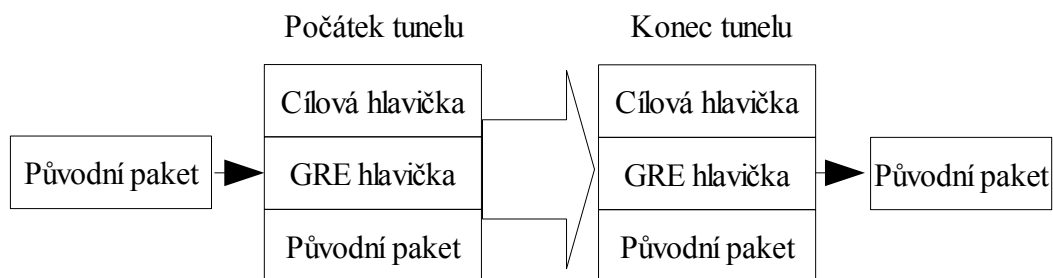 Počátek tunelu
Konec tunelu
Cílová hlavička
Cílová hlavička
Původní paket
GRE hlavička
GRE hlavička
Původní paket
Původní paket
Původní paket